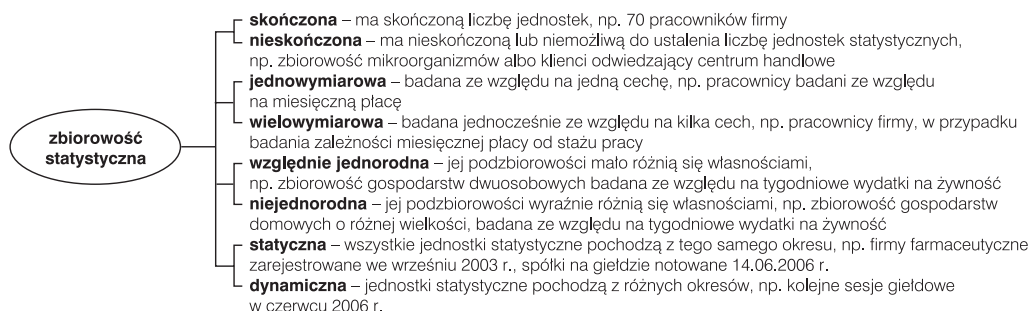 skończona – ma skończoną liczbę jednostek, np. 70 pracowników firmy
nieskończona – ma nieskończoną lub niemożliwą do ustalenia liczbę jednostek statystycznych,
np. zbiorowość mikroorganizmów albo klienci odwiedzający centrum handlowe
jednowymiarowa – badana ze względu na jedną cechę, np. pracownicy badani ze względu
na miesięczną płacę
zbiorowość
statystyczna
wielowymiarowa – badana jednocześnie ze względu na kilka cech, np. pracownicy firmy, w przypadku
badania zależności miesięcznej płacy od stażu pracy
względnie jednorodna – jej podzbiorowości mało różnią się własnościami,
np. zbiorowość gospodarstw dwuosobowych badana ze względu na tygodniowe wydatki na żywność
niejednorodna – jej podzbiorowości wyraźnie różnią się własnościami, np. zbiorowość gospodarstw
domowych o różnej wielkości, badana ze względu na tygodniowe wydatki na żywność
statyczna – wszystkie jednostki statystyczne pochodzą z tego samego okresu, np. firmy farmaceutyczne
zarejestrowane we wrześniu 2003 r., spółki na giełdzie notowane 14.06.2006 r.
dynamiczna – jednostki statystyczne pochodzą z różnych okresów, np. kolejne sesje giełdowe
w czerwcu 2006 r.